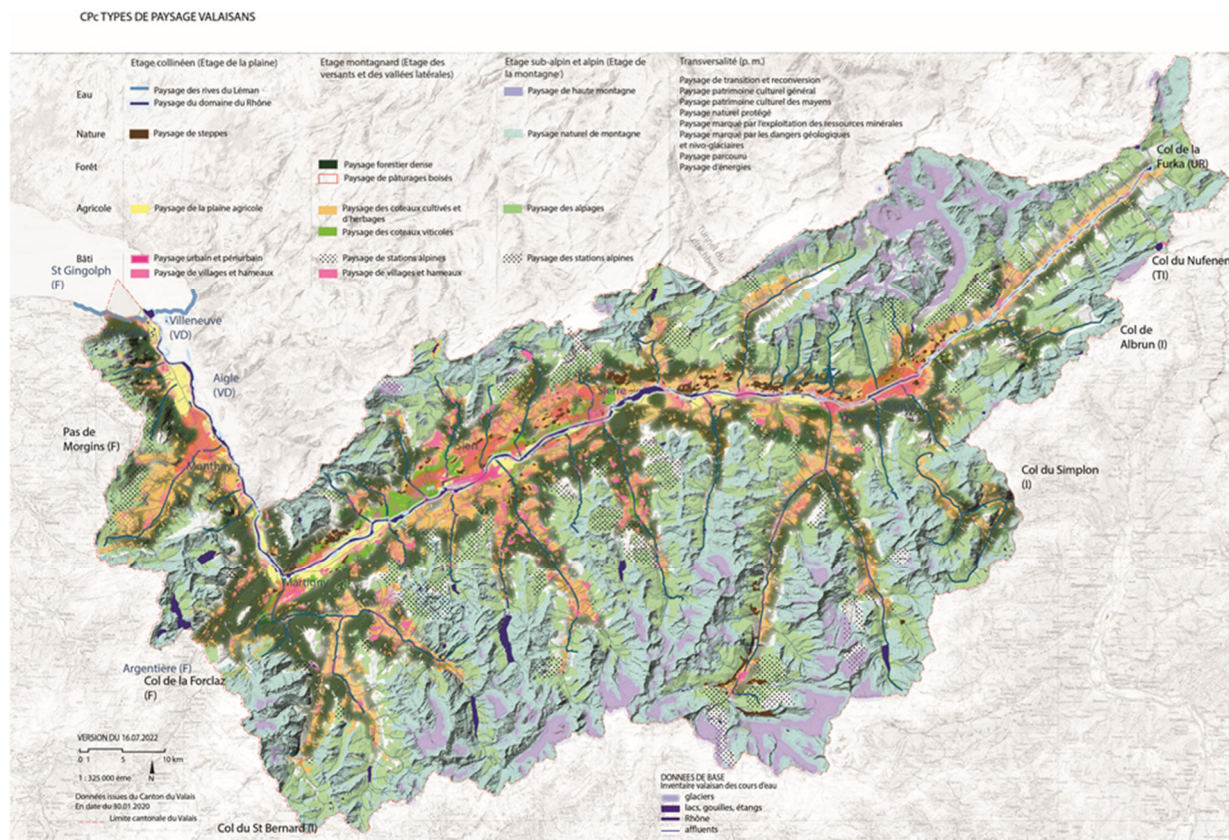 CPc TYPES DE PAYSAGE VALAISANS
Etage collinéen (Etage de la plaine)
Etage montagnard (Etage des
versants et des vallées latérales)
Etage sub-alpin et alpin (Etage de
la montagne)
Transversalité (p. m.)
Eau
Paysage des rives du Léman
Paysage du domaine du Rhône
Paysage de haute montagne
Paysage de transition et reconversion
Paysage patrimoine culturel général
Paysage patrimoine culturel des mayens
Paysage naturel protégé
Paysage marqué par l'exploitation des ressources minérales
Paysage marqué par les dangers géologiques
et nivo-glaciaires
Paysage parcouru
Paysage d'énergies
Nature
Paysage de steppes
Paysage naturel de montagne
Forêt
Paysage forestier dense
Paysage de pâturages boisés
Agricole
Paysage de la plaine agricole
Paysage des coteaux cultivés et
d'herbages
Paysage des coteaux viticoles
Paysage des alpages
Bâti
Paysage urbain et périurbain
Paysage de villages et hameaux
Paysage de stations alpines
Paysage de villages et hameaux
Paysage des stations alpines
Col de la
Furka (UR)
St Gingolph
(F)
Col du Nufenen
(TI)
Villeneuve
(VD)
Col de
Albrun (I)
Aigle
(VD)
Pas de
Morgins (F)
Monthey
Sion
Col du Simplon
(I)
Martigny
Argentière (F)
Col de la Forclaz
(F)
VERSION DU 16.07.2022
0 1 5 10 km
1 : 325 000 ème
N
Données issues du Canton du Valais
En date du 30.01 2020
Limite cantonale du Valais
Col du St Bernard (I)
DONNEES DE BASE
Inventaire valaisan des cours d'eau
glaciers
lacs, gouilles, étangs
Rhône
affluents